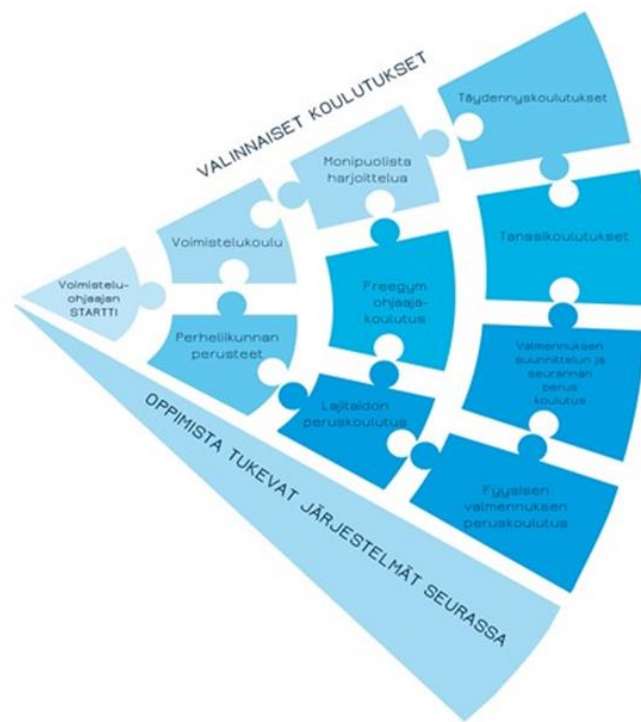 VALINNAISET KOULUTUKSET
Täydennyskoulutukset
Monipuolista
harjoittelua
Voimistelukoulu
Tanssikoulutukset
Voimistelu-
ohjaajan
STARTTI
Freegym
ohjaaja-
koulutus
Perheliikunnan
perusteet
Valmennuksen
suunnittelun ja
seurannan
perus
koulutus
Lajitaidon
peruskoulutus
Fyysisen
valmennuksen
peruskoulutus
OPPIMISTA TUKEVAT JÄRJESTELMÄT SEURASSA